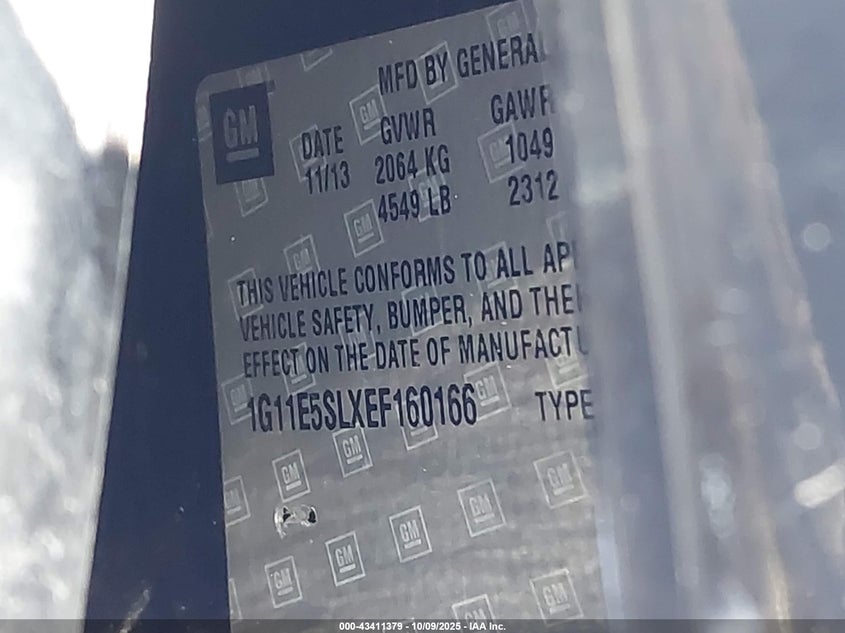 MFD BY GENERAL
GM
DATE GVWR GAWR
11/13 2064 KG 1049
4549 LB 2312
THIS VEHICLE CONFORMS TO ALL AP
VEHICLE SAFETY, BUMPER, AND THE
EFFECT ON THE DATE OF MANUFACTU
1G11E5SLXEF160166 TYPE
000-43411379 - 10/09/2025 - IAA Inc.